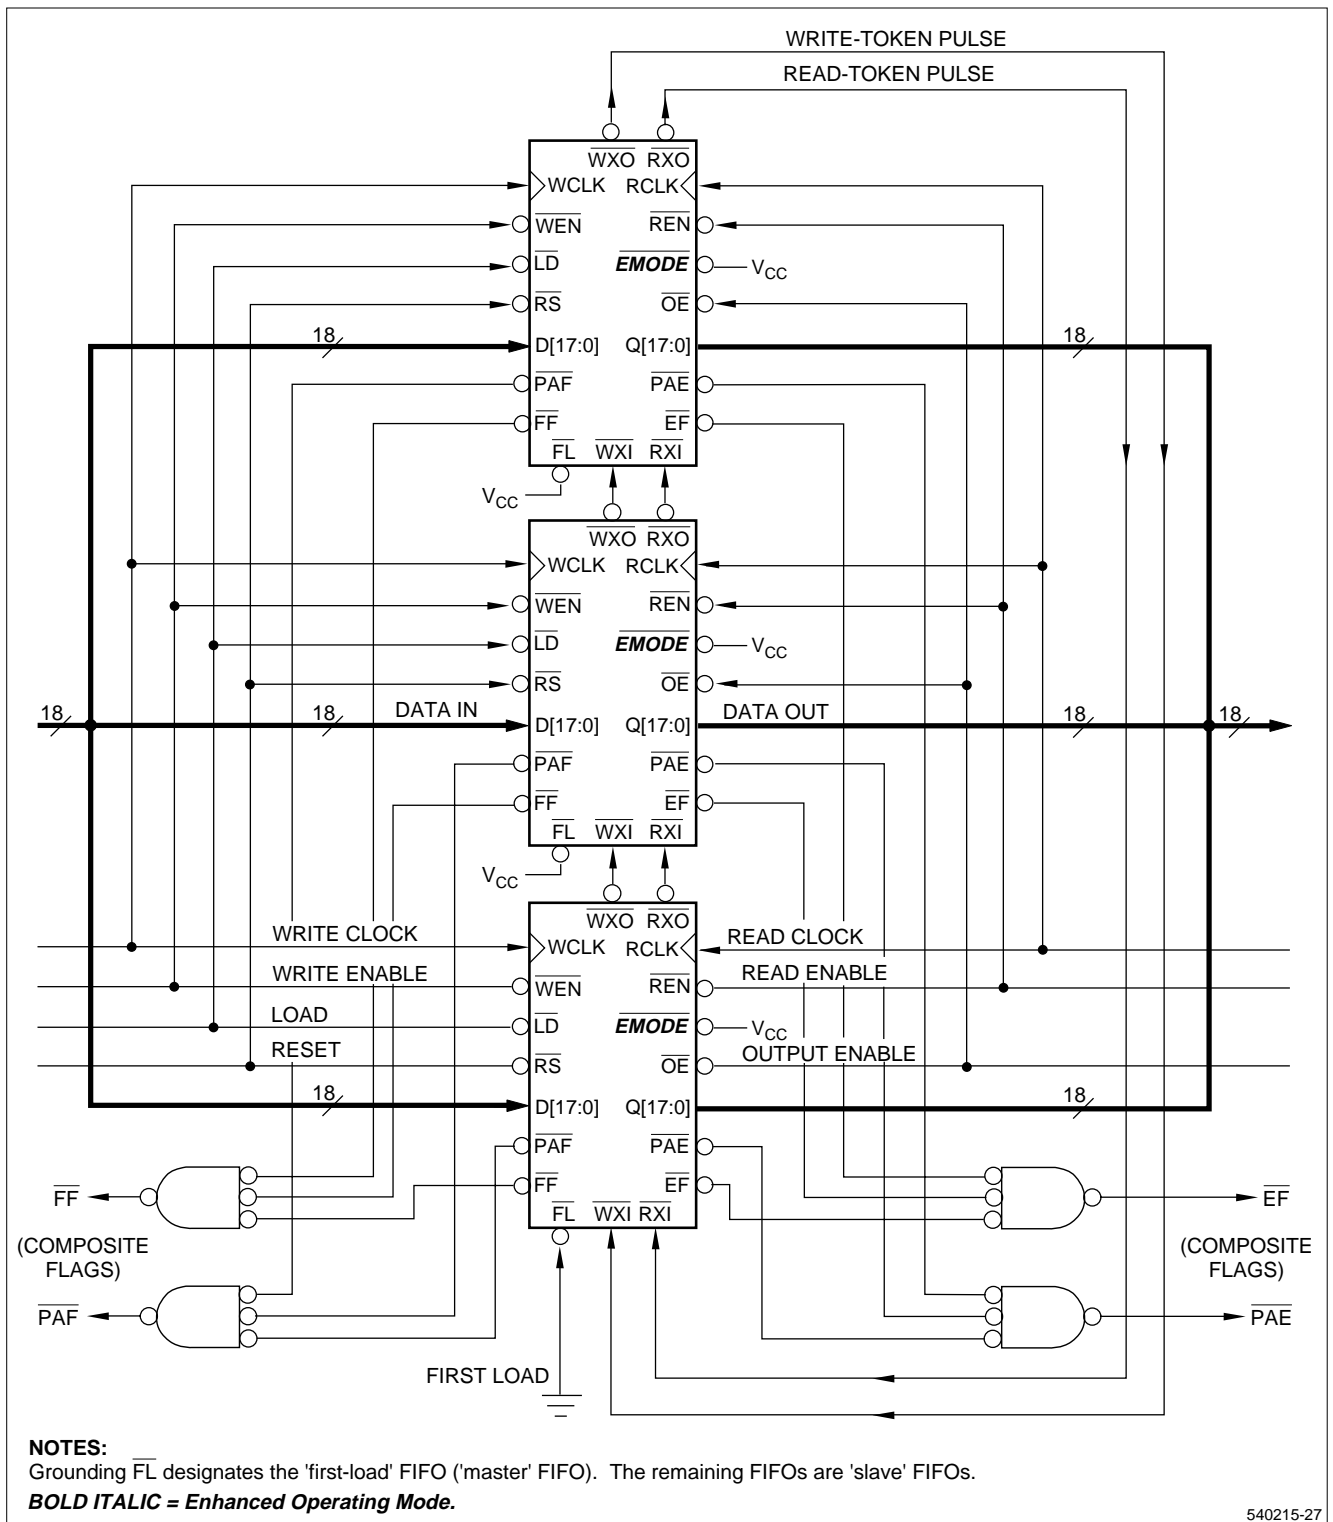 WRITE-TOKEN PULSE
READ-TOKEN PULSE
WXO RXO
WCLK RCLK
WEN REN
LD EMODE VCC
RS OE
18 D[17:0] Q[17:0] 18
PAF PAE
FF EF
FL WXI RXI
VCC
WXO RXO
WCLK RCLK
WEN REN
LD EMODE VCC
RS OE
18 18 DATA IN D[17:0] Q[17:0] DATA OUT 18 18
PAF PAE
FF EF
FL WXI RXI
VCC
WXO RXO
WRITE CLOCK WCLK RCLK READ CLOCK
WRITE ENABLE WEN REN READ ENABLE
LOAD LD EMODE VCC
RESET RS OE OUTPUT ENABLE
18 D[17:0] Q[17:0] 18
PAF PAE
FF EF
FL WXI RXI
FF EF
(COMPOSITE FLAGS) (COMPOSITE FLAGS)
PAF PAE
FIRST LOAD
NOTES:
Grounding FL designates the 'first-load' FIFO ('master' FIFO). The remaining FIFOs are 'slave' FIFOs.
BOLD ITALIC = Enhanced Operating Mode.
540215-27